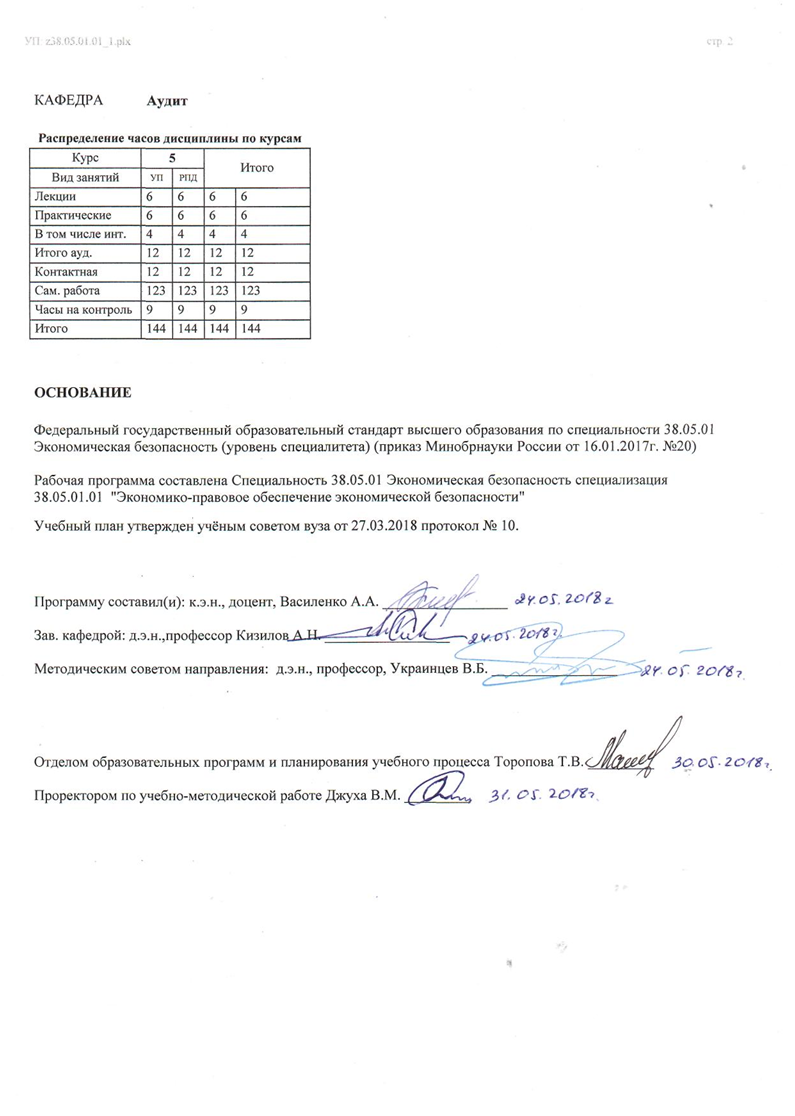 УП: z38.05.01.01_1.plx стр. 2
КАФЕДРА Аудит
Распределение часов дисциплины по курсам
Курс 5 Итого
Вид занятий УП РПД
Лекции 6 6 6 6
Практические 6 6 6 6
В том числе инт. 4 4 4 4
Итого ауд. 12 12 12 12
Контактная 12 12 12 12
Сам. работа 123 123 123 123
Часы на контроль 9 9 9 9
Итого 144 144 144 144
ОСНОВАНИЕ
Федеральный государственный образовательный стандарт высшего образования по специальности 38.05.01
Экономическая безопасность (уровень специалитета) (приказ Минобрнауки России от 16.01.2017г. №20)
Рабочая программа составлена Специальность 38.05.01 Экономическая безопасность специализация
38.05.01.01 "Экономико-правовое обеспечение экономической безопасности"
Учебный план утвержден учёным советом вуза от 27.03.2018 протокол № 10.
Программу составил(и): к.э.н., доцент, Василенко А.А. 24.05.2018г
Зав. кафедрой: д.э.н.,профессор Кизилов А.Н. 24.05.2018г.
Методическим советом направления: д.э.н., профессор, Украинцев В.Б. 24.05.2018г.
Отделом образовательных программ и планирования учебного процесса Торопова Т.В. 30.05.2018г.
Проректором по учебно-методической работе Джуха В.М. 31.05.2018г.